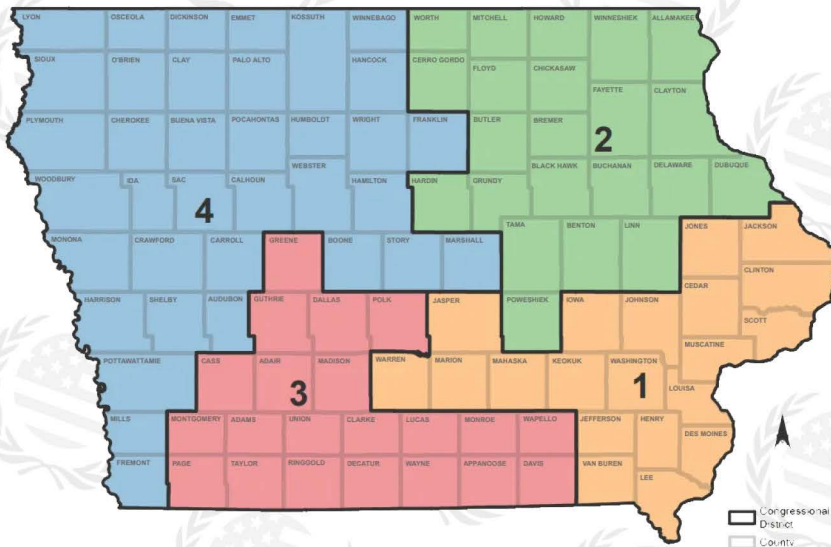 LYON OSCEOLA DICKINSON EMMET KOSSUTH WINNEBAGO WORTH MITCHELL HOWARD WINNESHIEK ALLAMAKEE
SIOUX O'BRIEN CLAY PALO ALTO HANCOCK CERRO GORDO FLOYD CHICKASAW
FAYETTE CLAYTON
PLYMOUTH CHEROKEE BUENA VISTA POCAHONTAS HUMBOLDT WRIGHT FRANKLIN BUTLER BREMER
2
WEBSTER BLACK HAWK BUCHANAN DELAWARE DUBUQUE
WOODBURY IDA SAC CALHOUN HAMILTON HARDIN GRUNDY
4
TAMA BENTON LINN JONES JACKSON
MONONA CRAWFORD CARROLL GREENE BOONE STORY MARSHALL
CLINTON
CEDAR
HARRISON SHELBY AUDUBON GUTHRIE DALLAS POLK JASPER POWESHIEK IOWA JOHNSON
SCOTT
MUSCATINE
POTTAWATTAMIE CASE ADAIR MADISON WARREN MARION MAHASKA KEOKUK WASHINGTON
3
1
LOUISA
MILLS MONTGOMERY ADAMS UNION CLARKE LUCAS MONROE WAPELLO JEFFERSON HENRY
DES MOINES
FREMONT PAGE TAYLOR RINGGOLD DECATUR WAYNE APPANOOSE DAVIS VAN BUREN
LEE
Congressional
District
County